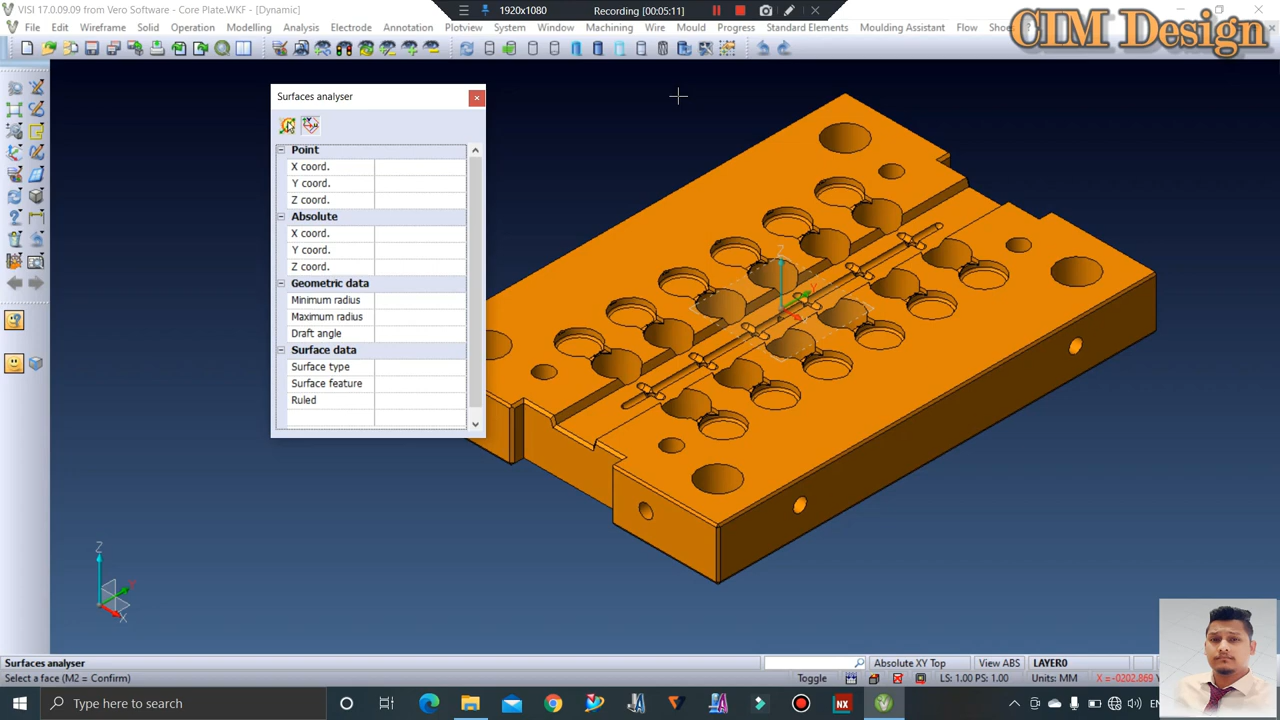 VISI 17.0.09.09 from Vero Software - Core Plate.WKF - [Dynamic]
1920x1080
Recording [00:05:11]
CIM Design
File Edit Wireframe Solid Operation Modelling Analysis Electrode Annotation Plotview System Window Machining Wire Mould Progress Standard Elements Moulding Assistant Flow Shoe
Surfaces analyser
Point
X coord.
Y coord.
Z coord.
Absolute
X coord.
Y coord.
Z coord.
Geometric data
Minimum radius
Maximum radius
Draft angle
Surface data
Surface type
Surface feature
Ruled
Z
Y
Z
Y
X
Surfaces analyser
Absolute XY Top
View ABS
LAYER0
Select a face (M2 = Confirm)
Toggle
LS: 1.00 PS: 1.00
Units: MM
X =-0202.869
Type here to search
NX